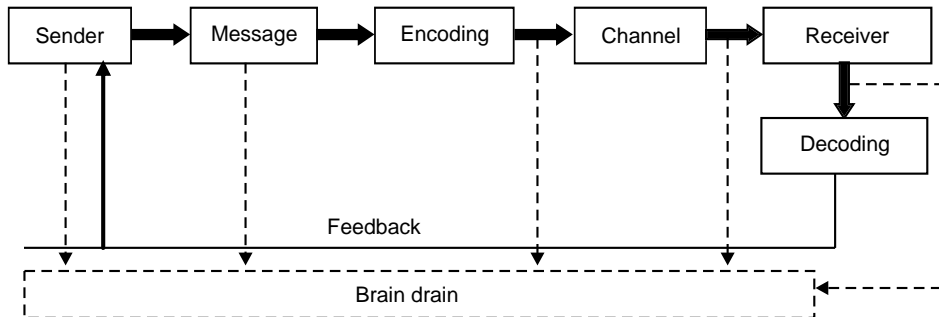 Sender
Message
Encoding
Channel
Receiver
Decoding
Feedback
Brain drain